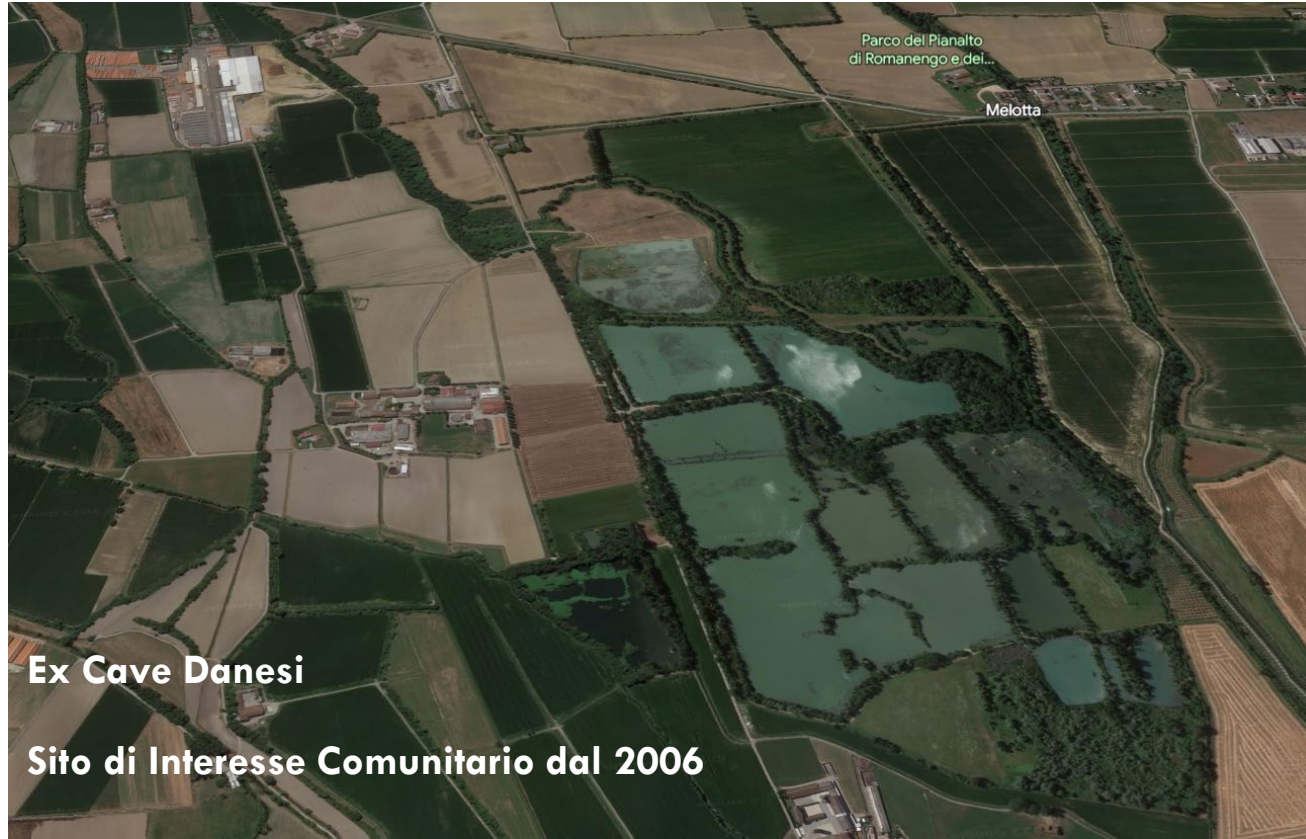 Parco del Pianalto
di Romanengo e dei...
Melotta
Ex Cave Danesi
Sito di Interesse Comunitario dal 2006